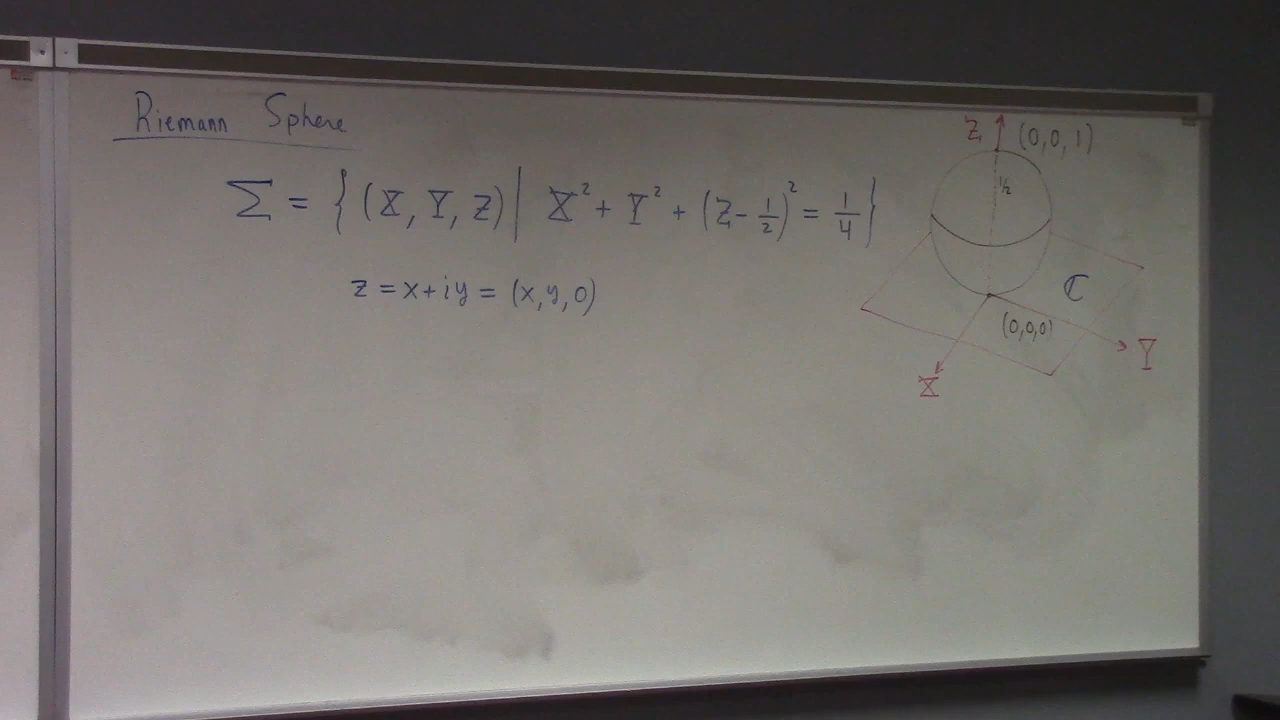 Riemann Sphere
Σ = { (X, Y, Z) | X² + Y² + (Z - 1/2)² = 1/4 }
z = x + iy = (x, y, 0)
Z (0, 0, 1)
1/2
ℂ
(0,0,0)
Y
X